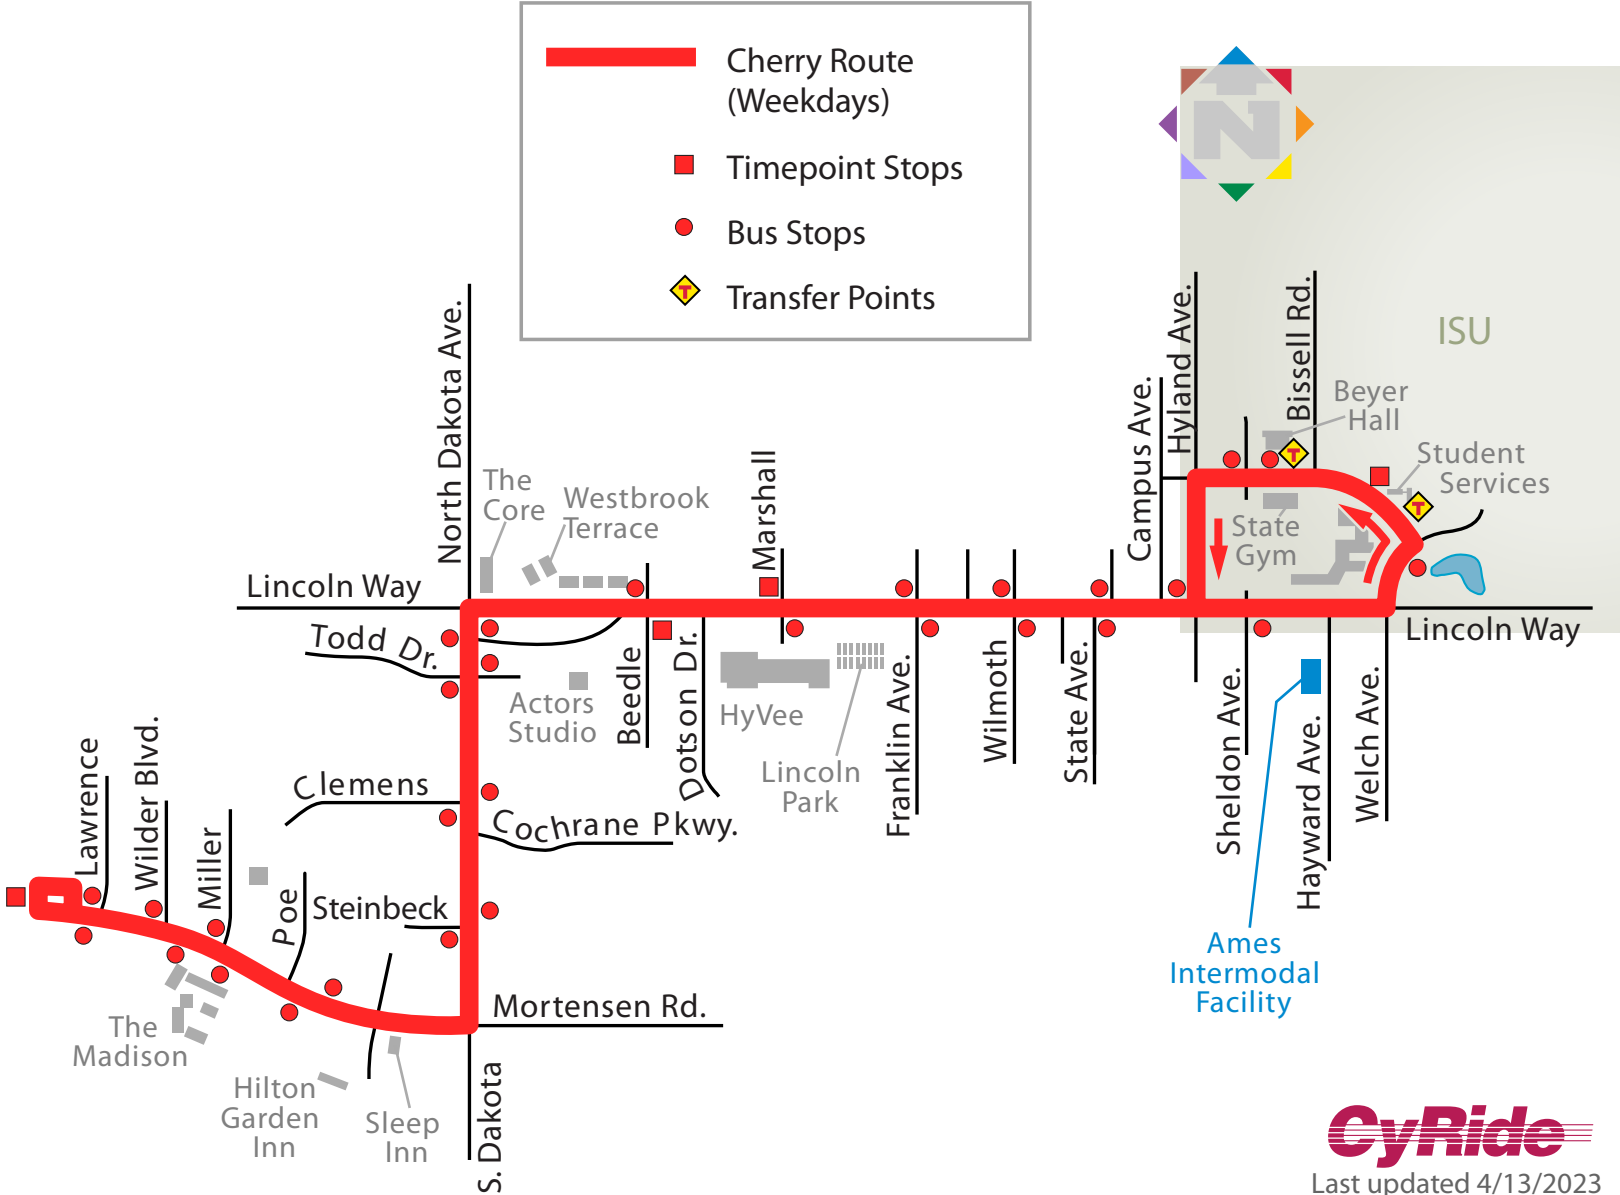 Cherry Route
(Weekdays)
Timepoint Stops
Bus Stops
T
Transfer Points
N
ISU
North Dakota Ave.
Campus Ave.
Hyland Ave.
Bissell Rd.
Beyer
Hall
T
Student
Services
T
State
Gym
The
Core
Westbrook
Terrace
Marshall
Lincoln Way
Lincoln Way
Todd Dr.
Actors
Studio
Beedle
Dotson Dr.
HyVee
Lincoln
Park
Franklin Ave.
Wilmoth
State Ave.
Sheldon Ave.
Hayward Ave.
Welch Ave.
Lawrence
Wilder Blvd.
Miller
Clemens
Cochrane Pkwy.
Poe
Steinbeck
Ames
Intermodal
Facility
Mortensen Rd.
The
Madison
Hilton
Garden
Inn
Sleep
Inn
S. Dakota
CyRide
Last updated 4/13/2023